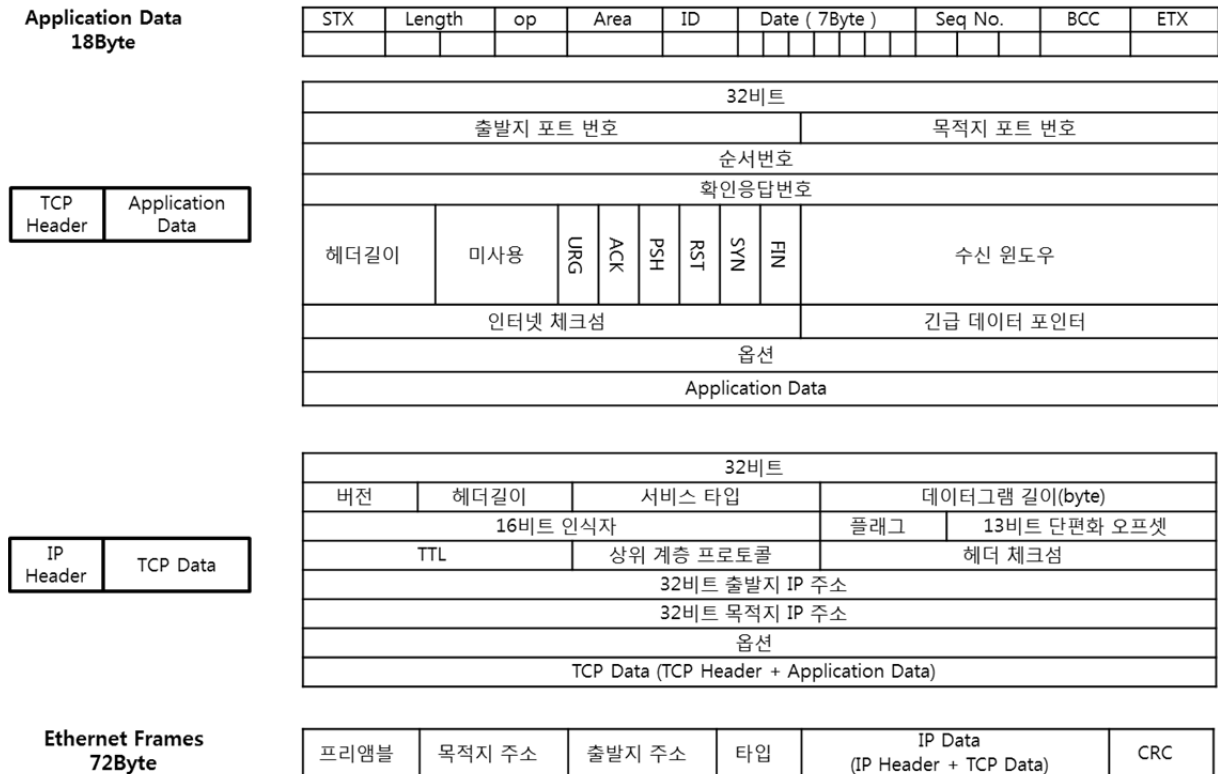 Application Data
18Byte
STX Length op Area ID Date ( 7Byte ) Seq No. BCC ETX
32비트
출발지 포트 번호 목적지 포트 번호
순서번호
확인응답번호
TCP
Header
Application
Data
헤더길이 미사용 URG ACK PSH RST SYN FIN 수신 윈도우
인터넷 체크섬 긴급 데이터 포인터
옵션
Application Data
32비트
버전 헤더길이 서비스 타입 데이터그램 길이(byte)
16비트 인식자 플래그 13비트 단편화 오프셋
IP
Header
TCP Data
TTL 상위 계층 프로토콜 헤더 체크섬
32비트 출발지 IP 주소
32비트 목적지 IP 주소
옵션
TCP Data (TCP Header + Application Data)
Ethernet Frames
72Byte
프리앰블 목적지 주소 출발지 주소 타입 IP Data
(IP Header + TCP Data) CRC